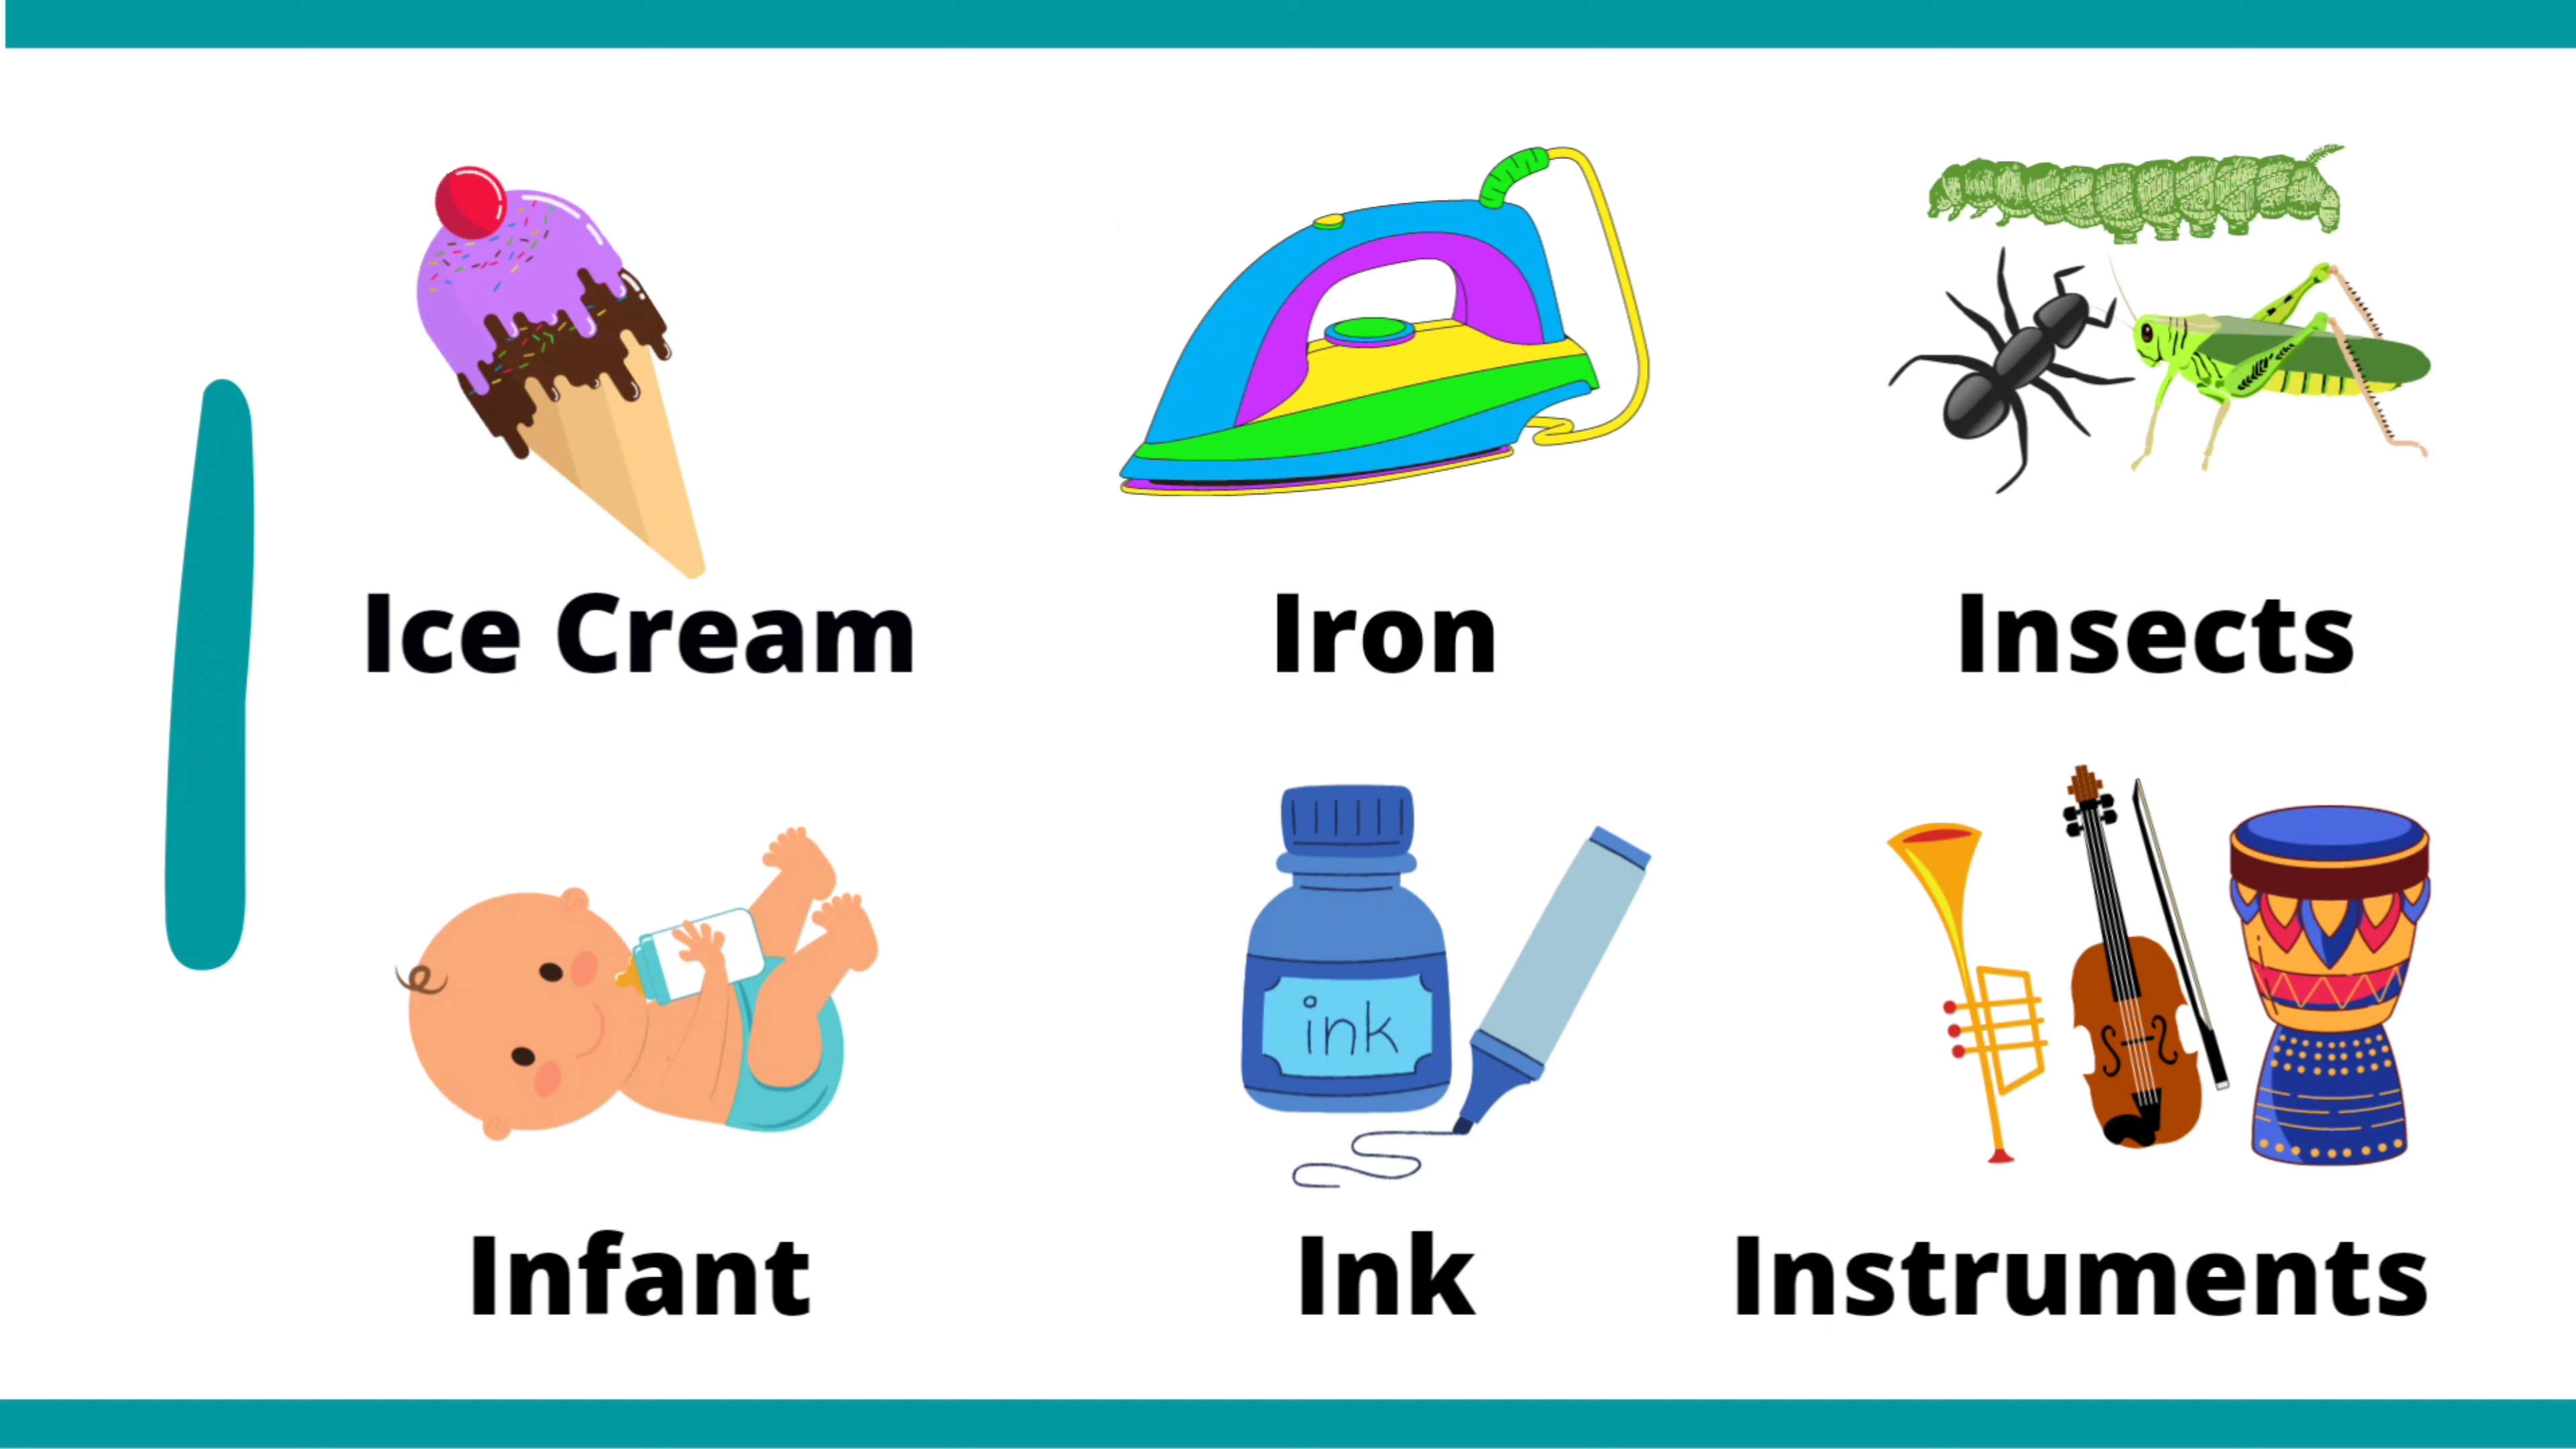 I
Ice Cream
Iron
Insects
ink
Infant
Ink
Instruments